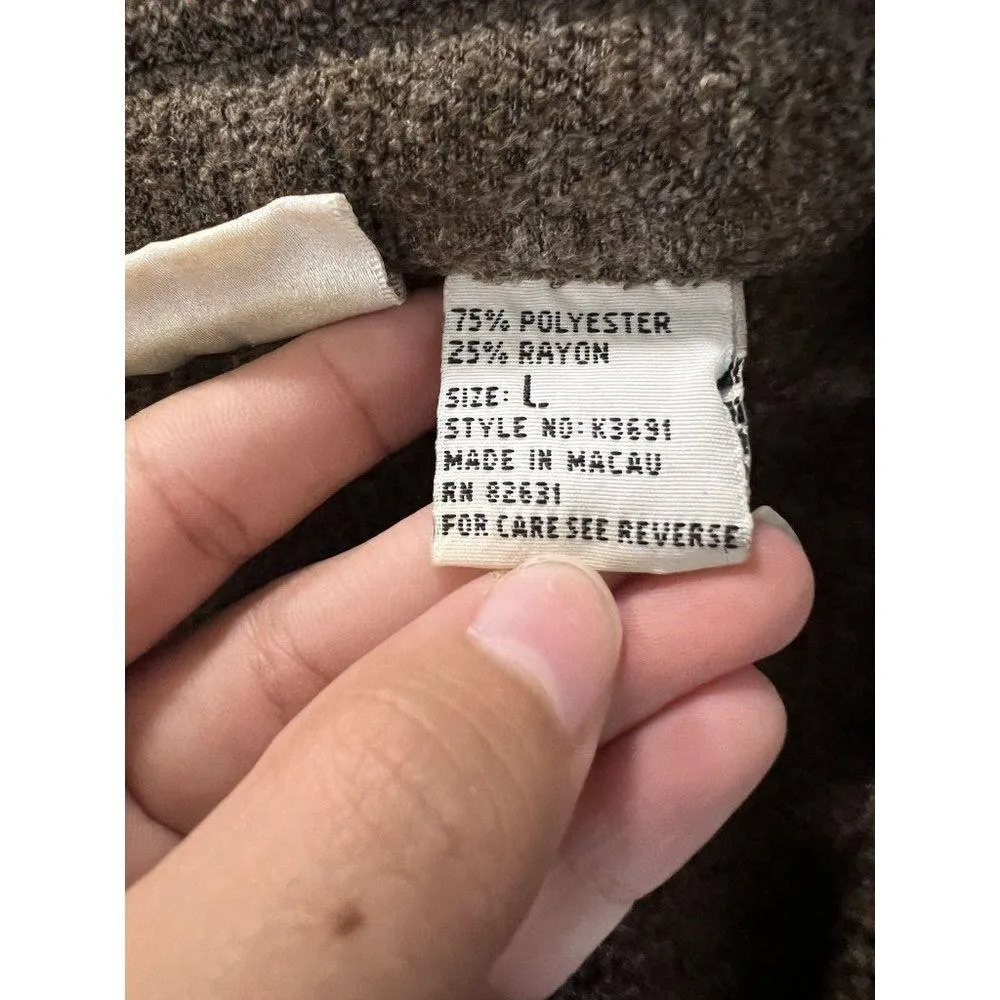 75% POLYESTER
25% RAYON
SIZE: L
STYLE NO: K3691
MADE IN MACAU
RN 82631
FOR CARE SEE REVERSE